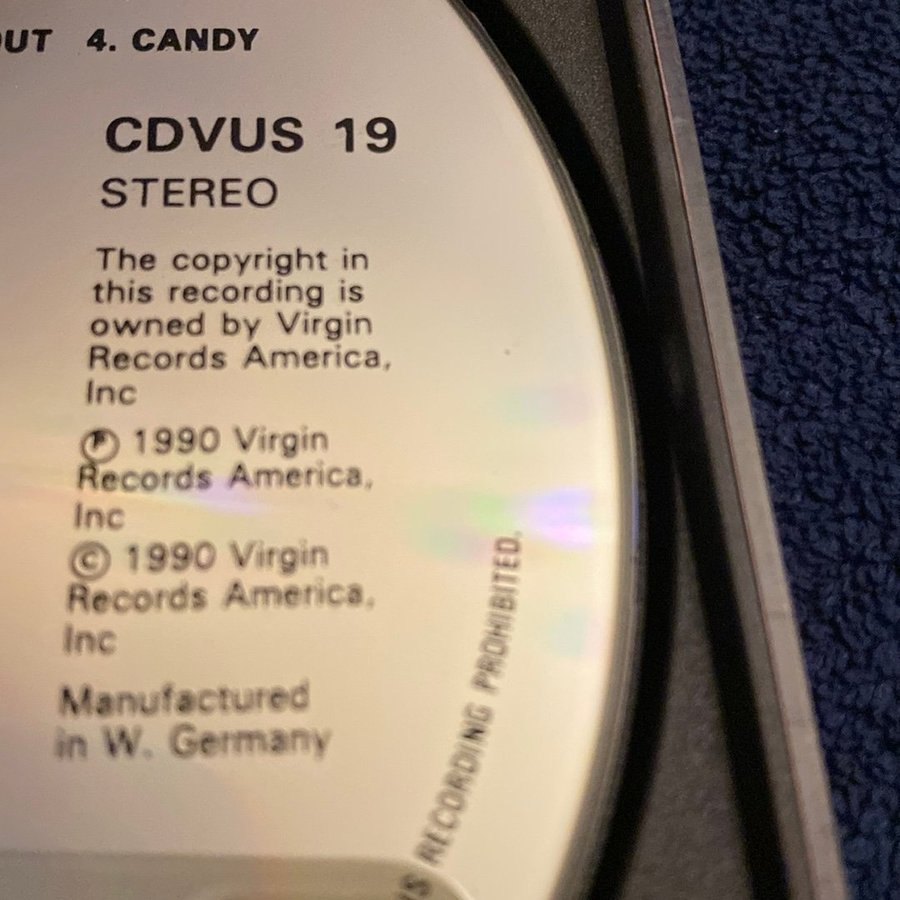 OUT 4. CANDY
CDVUS 19
STEREO
The copyright in
this recording is
owned by Virgin
Records America,
Inc
℗ 1990 Virgin
Records America,
Inc
© 1990 Virgin
Records America,
Inc
Manufactured
in W. Germany
RECORDING PROHIBITED.